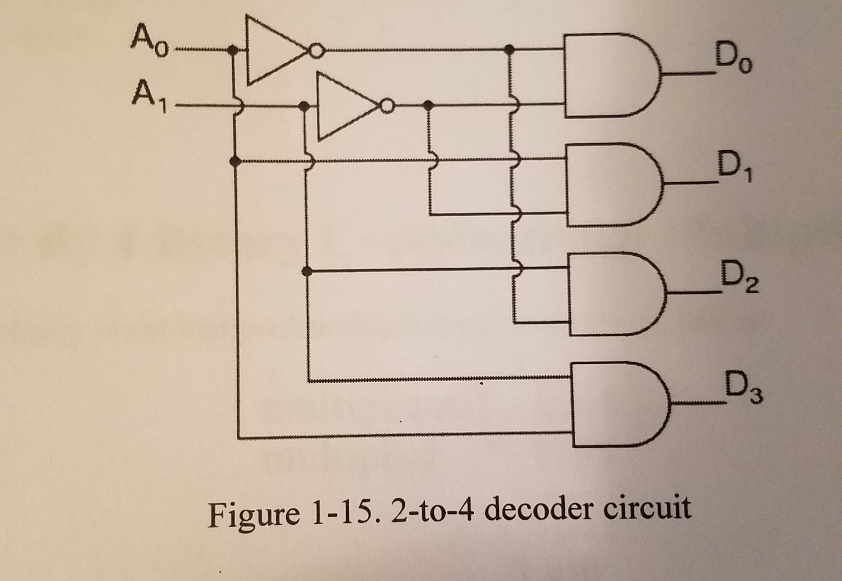 A₀
D₀
A₁
D₁
D₂
D₃
Figure 1-15. 2-to-4 decoder circuit